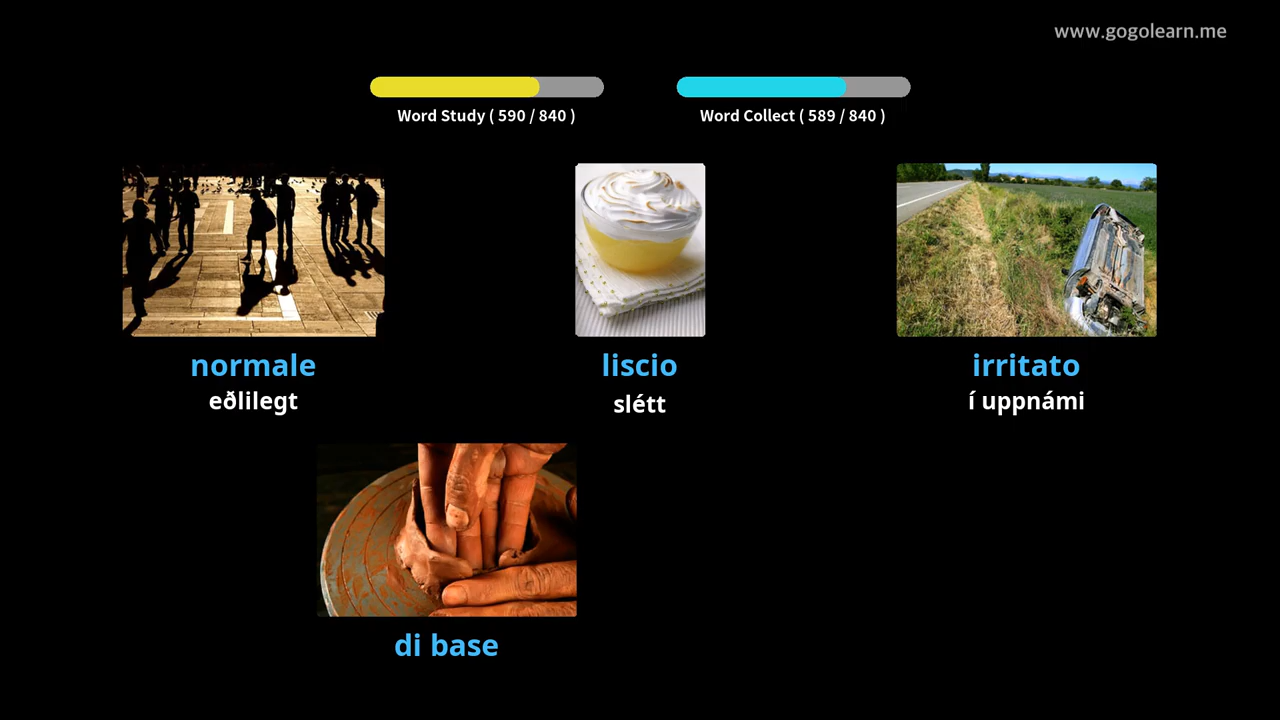 www.gogolearn.me
Word Study ( 590 / 840 )
Word Collect ( 589 / 840 )
normale
eðlilegt
liscio
slétt
irritato
í uppnámi
di base